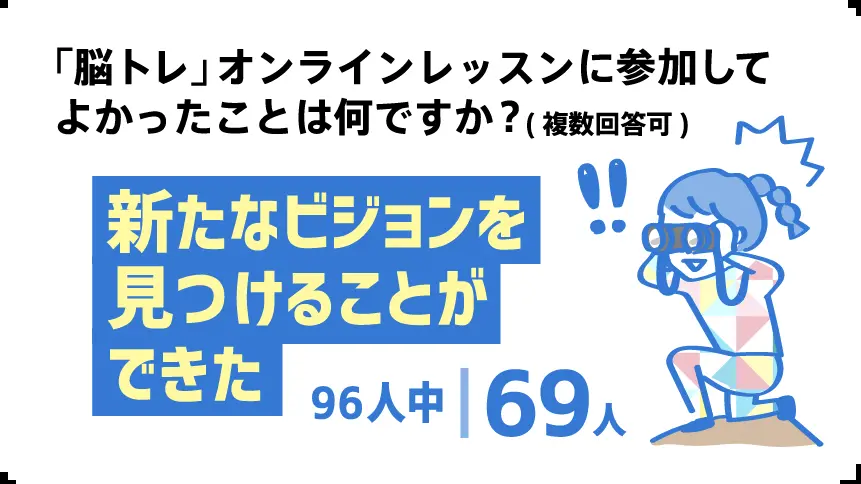 「脳トレ」オンラインレッスンに参加して
よかったことは何ですか？(複数回答可)
新たなビジョンを
見つけることが
できた
96人中 69人